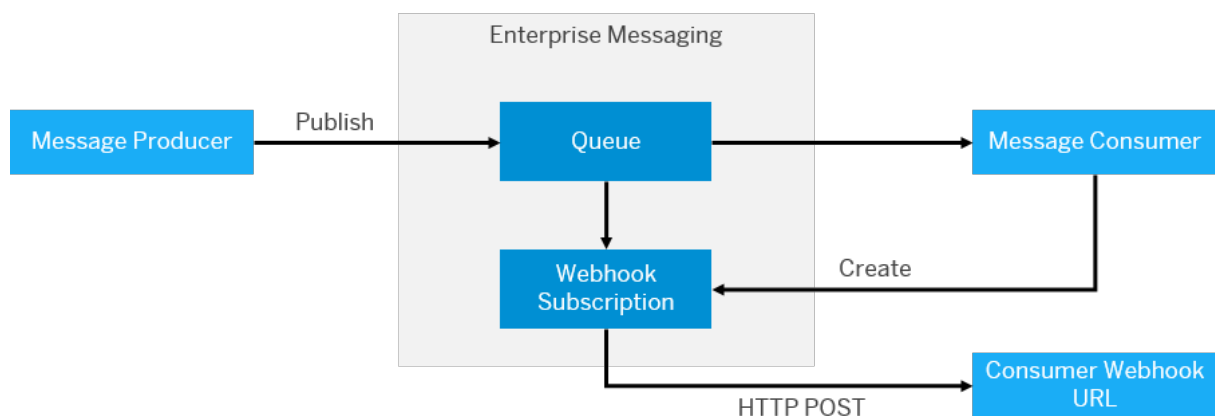 Enterprise Messaging
Message Producer
Publish
Queue
Message Consumer
Webhook
Subscription
Create
Consumer Webhook
URL
HTTP POST